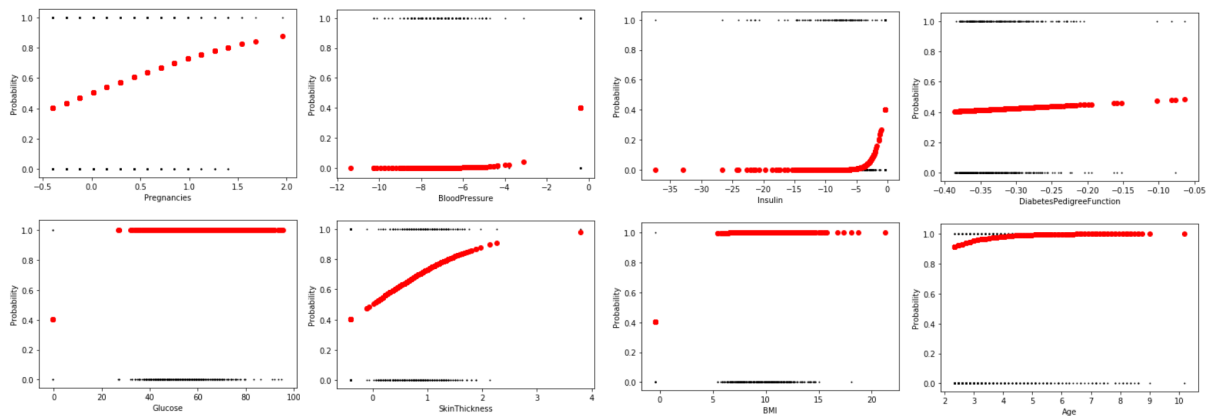 Probability
1.0
0.8
0.6
0.4
0.2
0.0
−0.5 0.0 0.5 1.0 1.5 2.0
Pregnancies
Probability
1.0
0.8
0.6
0.4
0.2
0.0
−12 −10 −8 −6 −4 −2 0
BloodPressure
Probability
1.0
0.8
0.6
0.4
0.2
0.0
−35 −30 −25 −20 −15 −10 −5 0
Insulin
Probability
1.0
0.8
0.6
0.4
0.2
0.0
−0.40 −0.35 −0.30 −0.25 −0.20 −0.15 −0.10 −0.05
DiabetesPedigreeFunction
Probability
1.0
0.8
0.6
0.4
0.2
0.0
0 20 40 60 80 100
Glucose
Probability
1.0
0.8
0.6
0.4
0.2
0.0
0 1 2 3 4
SkinThickness
Probability
1.0
0.8
0.6
0.4
0.2
0.0
0 5 10 15 20
BMI
Probability
1.0
0.8
0.6
0.4
0.2
0.0
2 3 4 5 6 7 8 9 10
Age